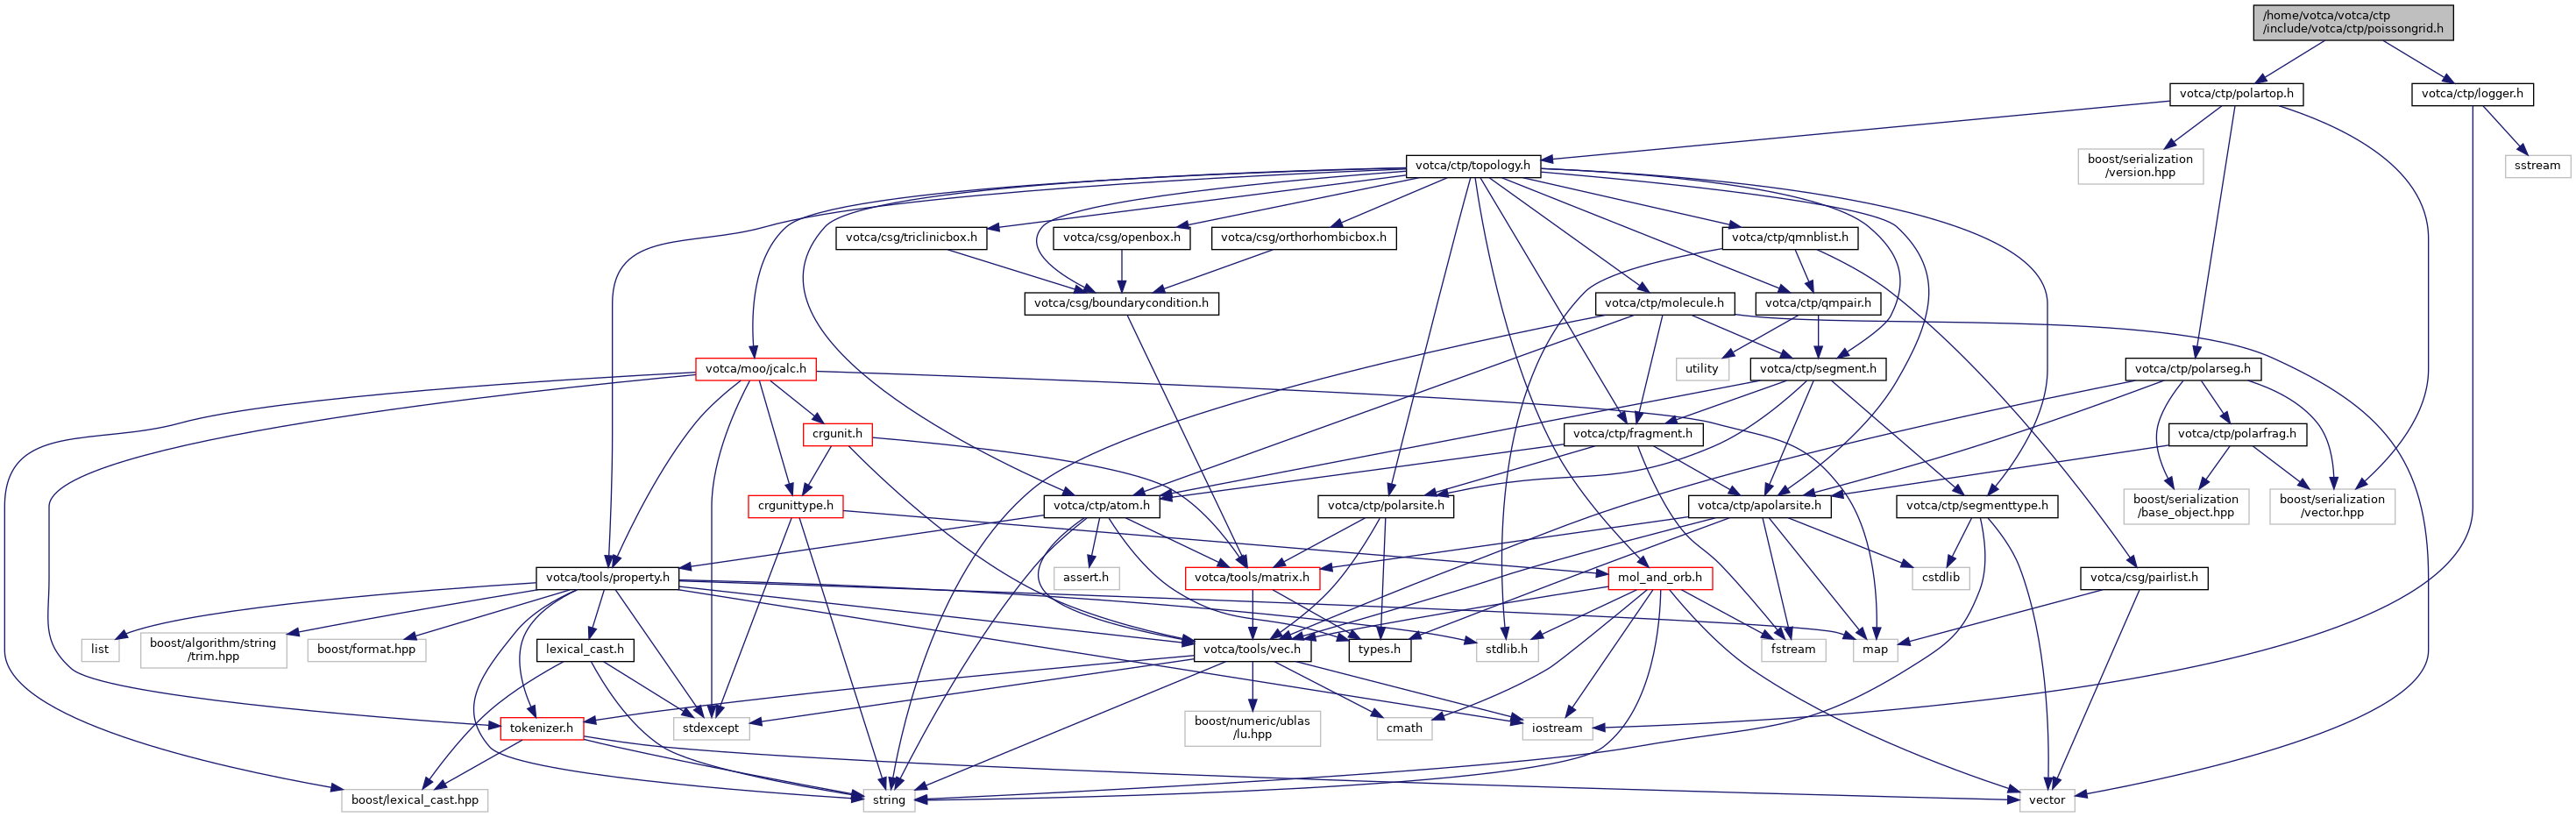 /home/votca/votca/ctp
/include/votca/ctp/poissongrid.h
votca/ctp/polartop.h
votca/ctp/logger.h
votca/ctp/topology.h
boost/serialization
/version.hpp
sstream
votca/csg/triclinicbox.h
votca/csg/openbox.h
votca/csg/orthorhombicbox.h
votca/ctp/qmnblist.h
votca/csg/boundarycondition.h
votca/ctp/molecule.h
votca/ctp/qmpair.h
votca/moo/jcalc.h
utility
votca/ctp/segment.h
votca/ctp/polarseg.h
crgunit.h
votca/ctp/fragment.h
votca/ctp/polarfrag.h
crgunittype.h
votca/ctp/atom.h
votca/ctp/polarsite.h
votca/ctp/apolarsite.h
votca/ctp/segmenttype.h
boost/serialization
/base_object.hpp
boost/serialization
/vector.hpp
votca/tools/property.h
assert.h
votca/tools/matrix.h
mol_and_orb.h
cstdlib
votca/csg/pairlist.h
list
boost/algorithm/string
/trim.hpp
boost/format.hpp
lexical_cast.h
votca/tools/vec.h
types.h
stdlib.h
fstream
map
tokenizer.h
stdexcept
boost/numeric/ublas
/lu.hpp
cmath
iostream
boost/lexical_cast.hpp
string
vector